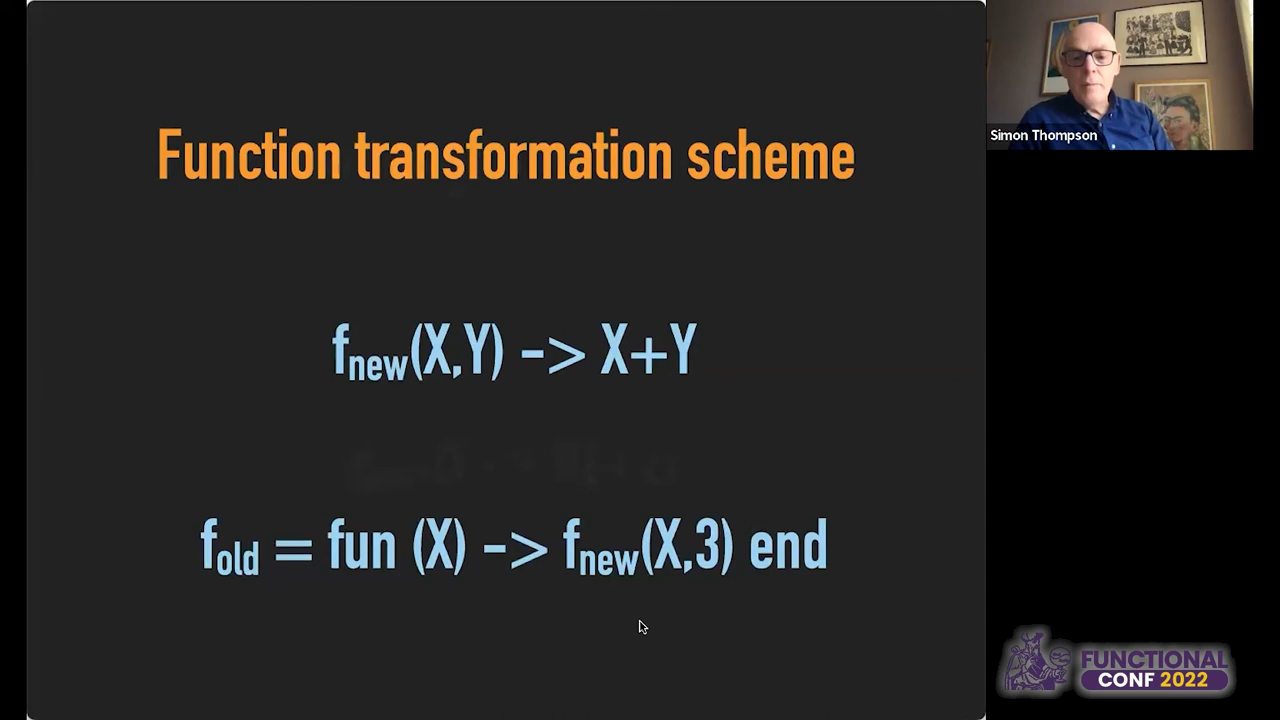 Function transformation scheme
fnew(X,Y) -> X+Y
fold = fun (X) -> fnew(X,3) end
Simon Thompson
FUNCTIONAL
CONF 2022